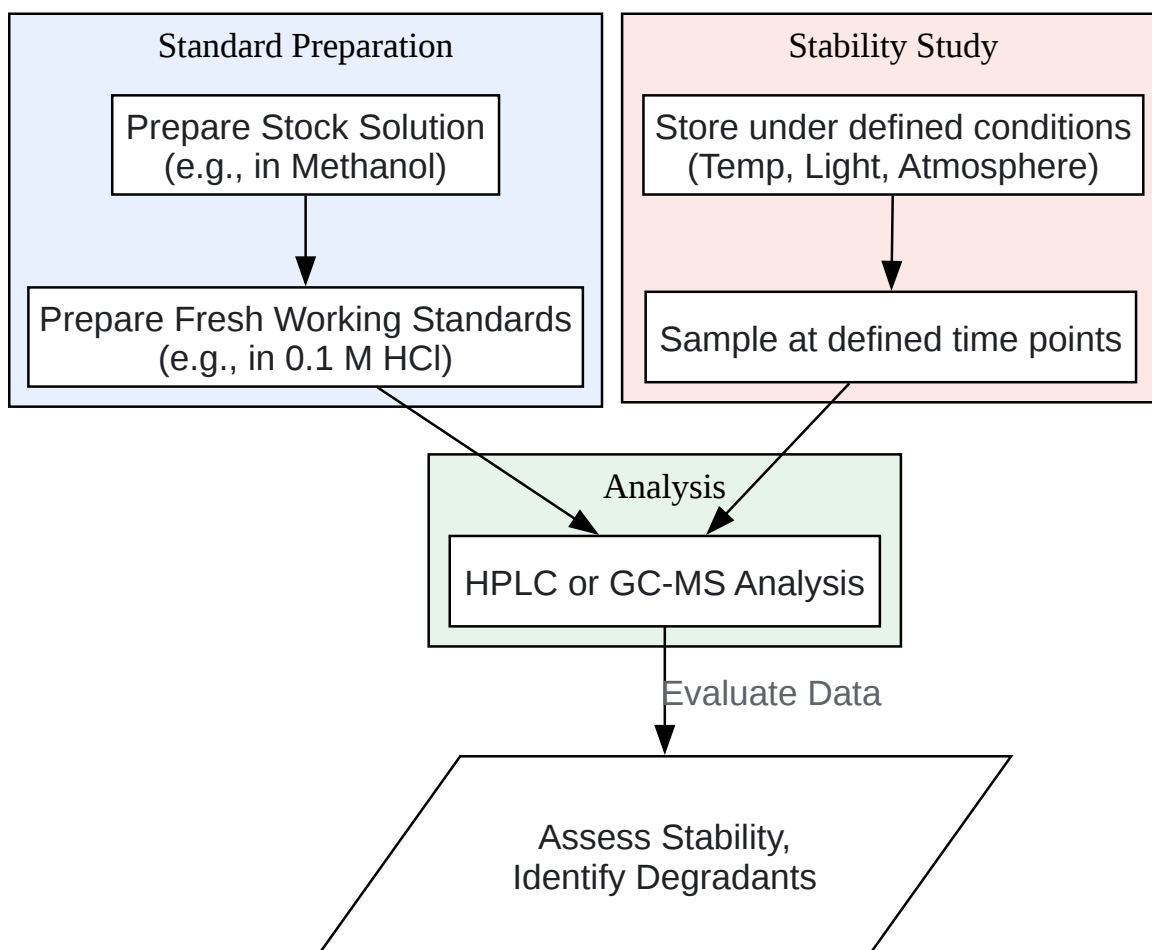 Standard Preparation
Prepare Stock Solution
(e.g., in Methanol)
Prepare Fresh Working Standards
(e.g., in 0.1 M HCl)
Stability Study
Store under defined conditions
(Temp, Light, Atmosphere)
Sample at defined time points
Analysis
HPLC or GC-MS Analysis
Evaluate Data
Assess Stability,
Identify Degradants